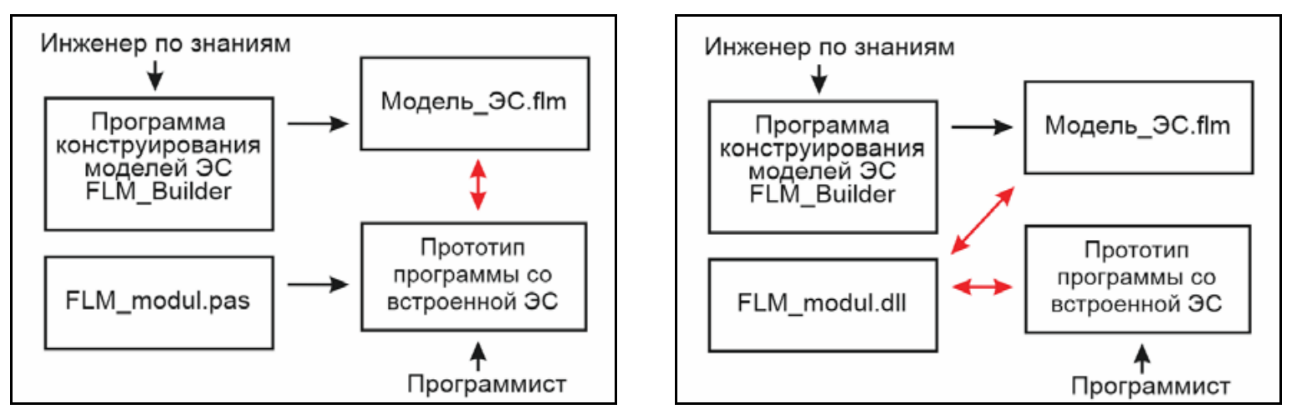 Инженер по знаниям
Программа
конструирования
моделей ЭС
FLM_Builder
Модель_ЭС.flm
FLM_modul.pas
Прототип
программы со
встроенной ЭС
Программист
Инженер по знаниям
Программа
конструирования
моделей ЭС
FLM_Builder
Модель_ЭС.flm
FLM_modul.dll
Прототип
программы со
встроенной ЭС
Программист